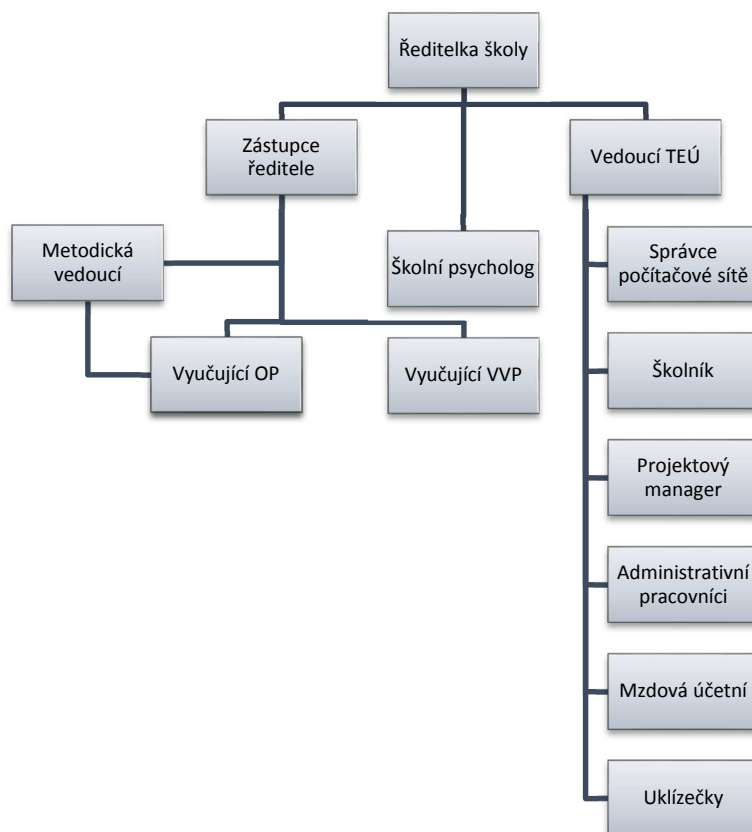 Ředitelka školy
Zástupce
ředitele
Vedoucí TEÚ
Metodická
vedoucí
Školní psycholog
Správce
počítačové sítě
Vyučující OP
Vyučující VVP
Školník
Projektový
manager
Administrativní
pracovníci
Mzdová účetní
Uklízečky